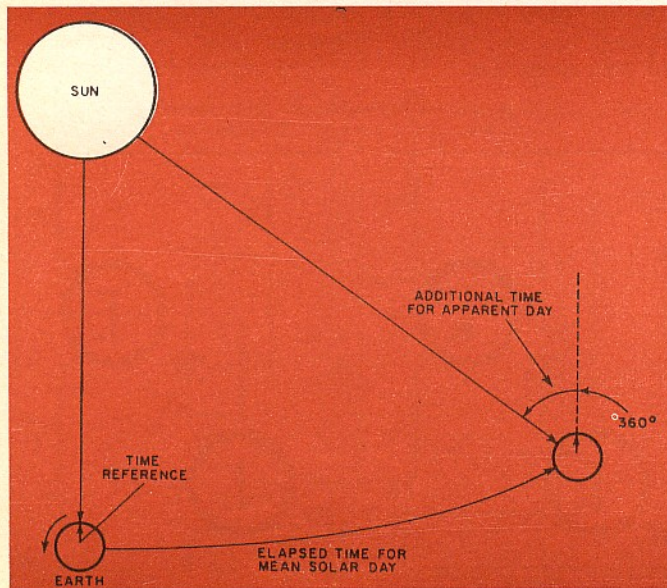 SUN
ADDITIONAL TIME
FOR APPARENT DAY
360°
TIME
REFERENCE
ELAPSED TIME FOR
MEAN SOLAR DAY
EARTH